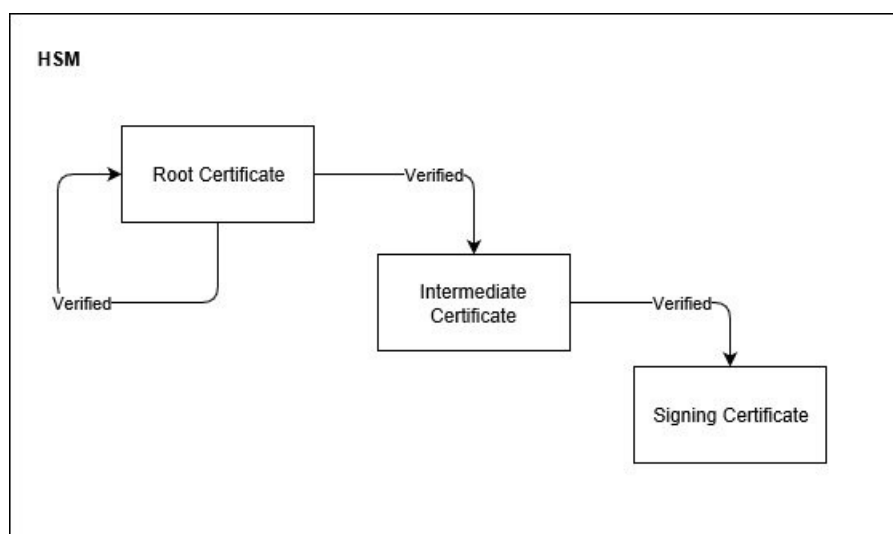 HSM
Root Certificate
Verified
Verified
Intermediate
Certificate
Verified
Signing Certificate